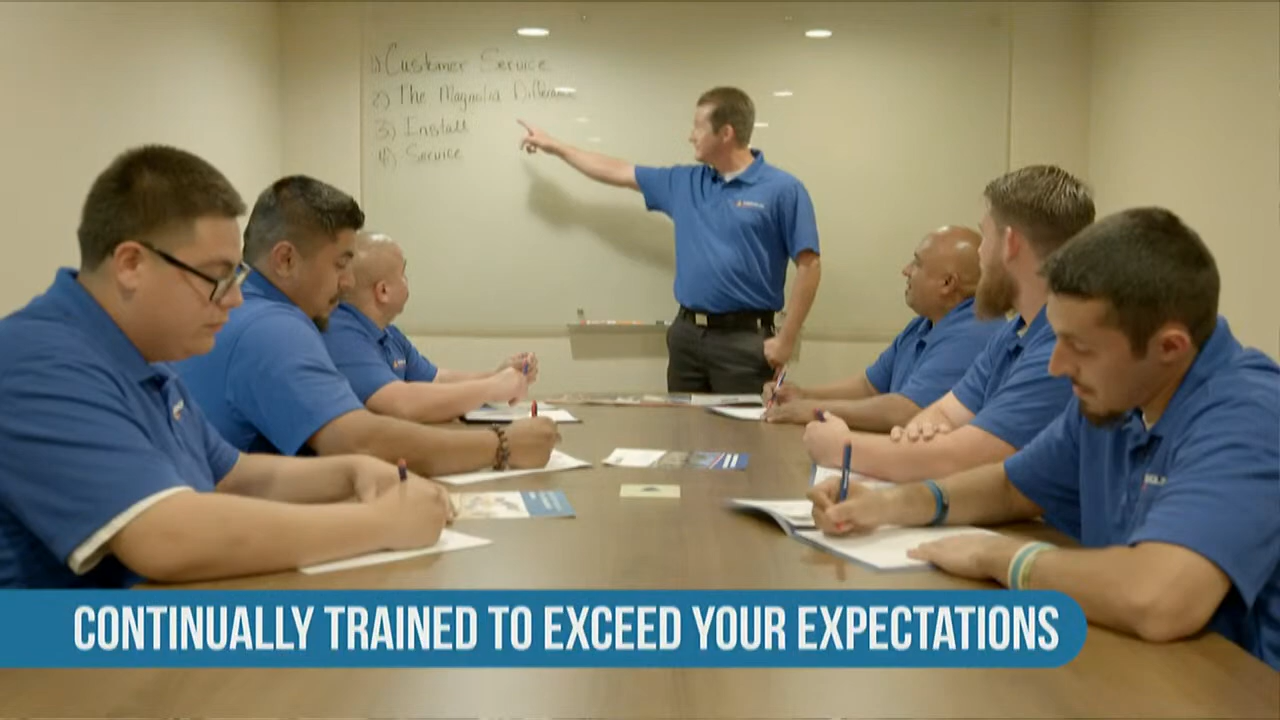 1) Customer Service
2) The Magnolia Difference
3) Install
4) Service
CONTINUALLY TRAINED TO EXCEED YOUR EXPECTATIONS